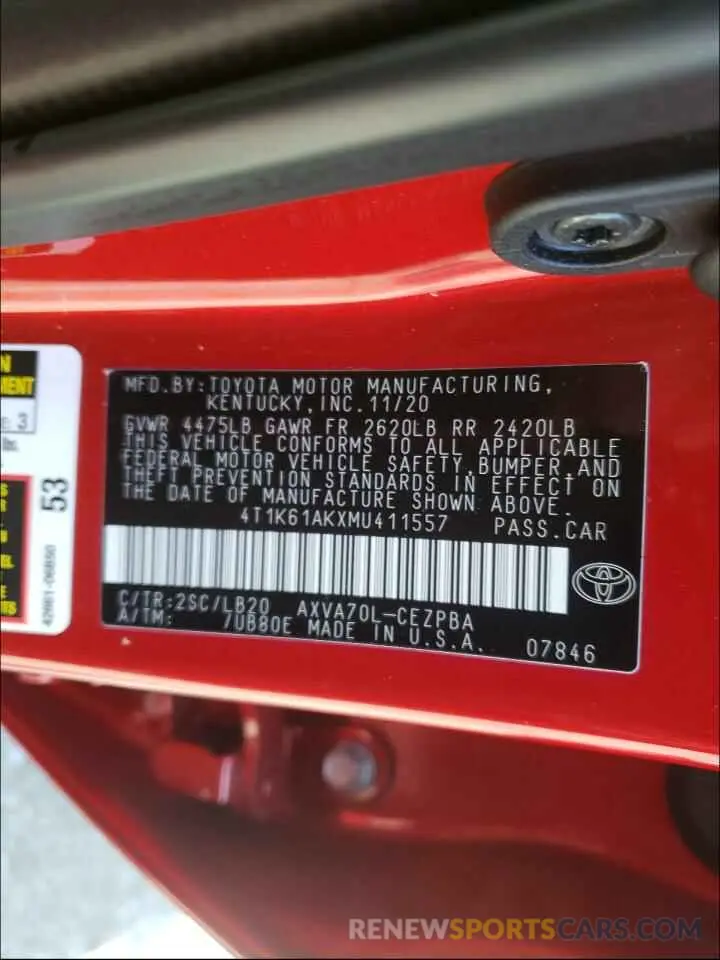 MFD.BY:TOYOTA MOTOR MANUFACTURING,
KENTUCKY,INC.11/20
GVWR 4475LB GAWR FR 2620LB RR 2420LB
THIS VEHICLE CONFORMS TO ALL APPLICABLE
FEDERAL MOTOR VEHICLE SAFETY,BUMPER,AND
THEFT PREVENTION STANDARDS IN EFFECT ON
THE DATE OF MANUFACTURE SHOWN ABOVE.
4T1K61AKXMU411557 PASS.CAR
C/TR:2SC/LB20 AXVA70L-CEZPBA
A/TM: 7UB80E MADE IN U.S.A.
07846
53
RENEWSPORTSCARS.COM